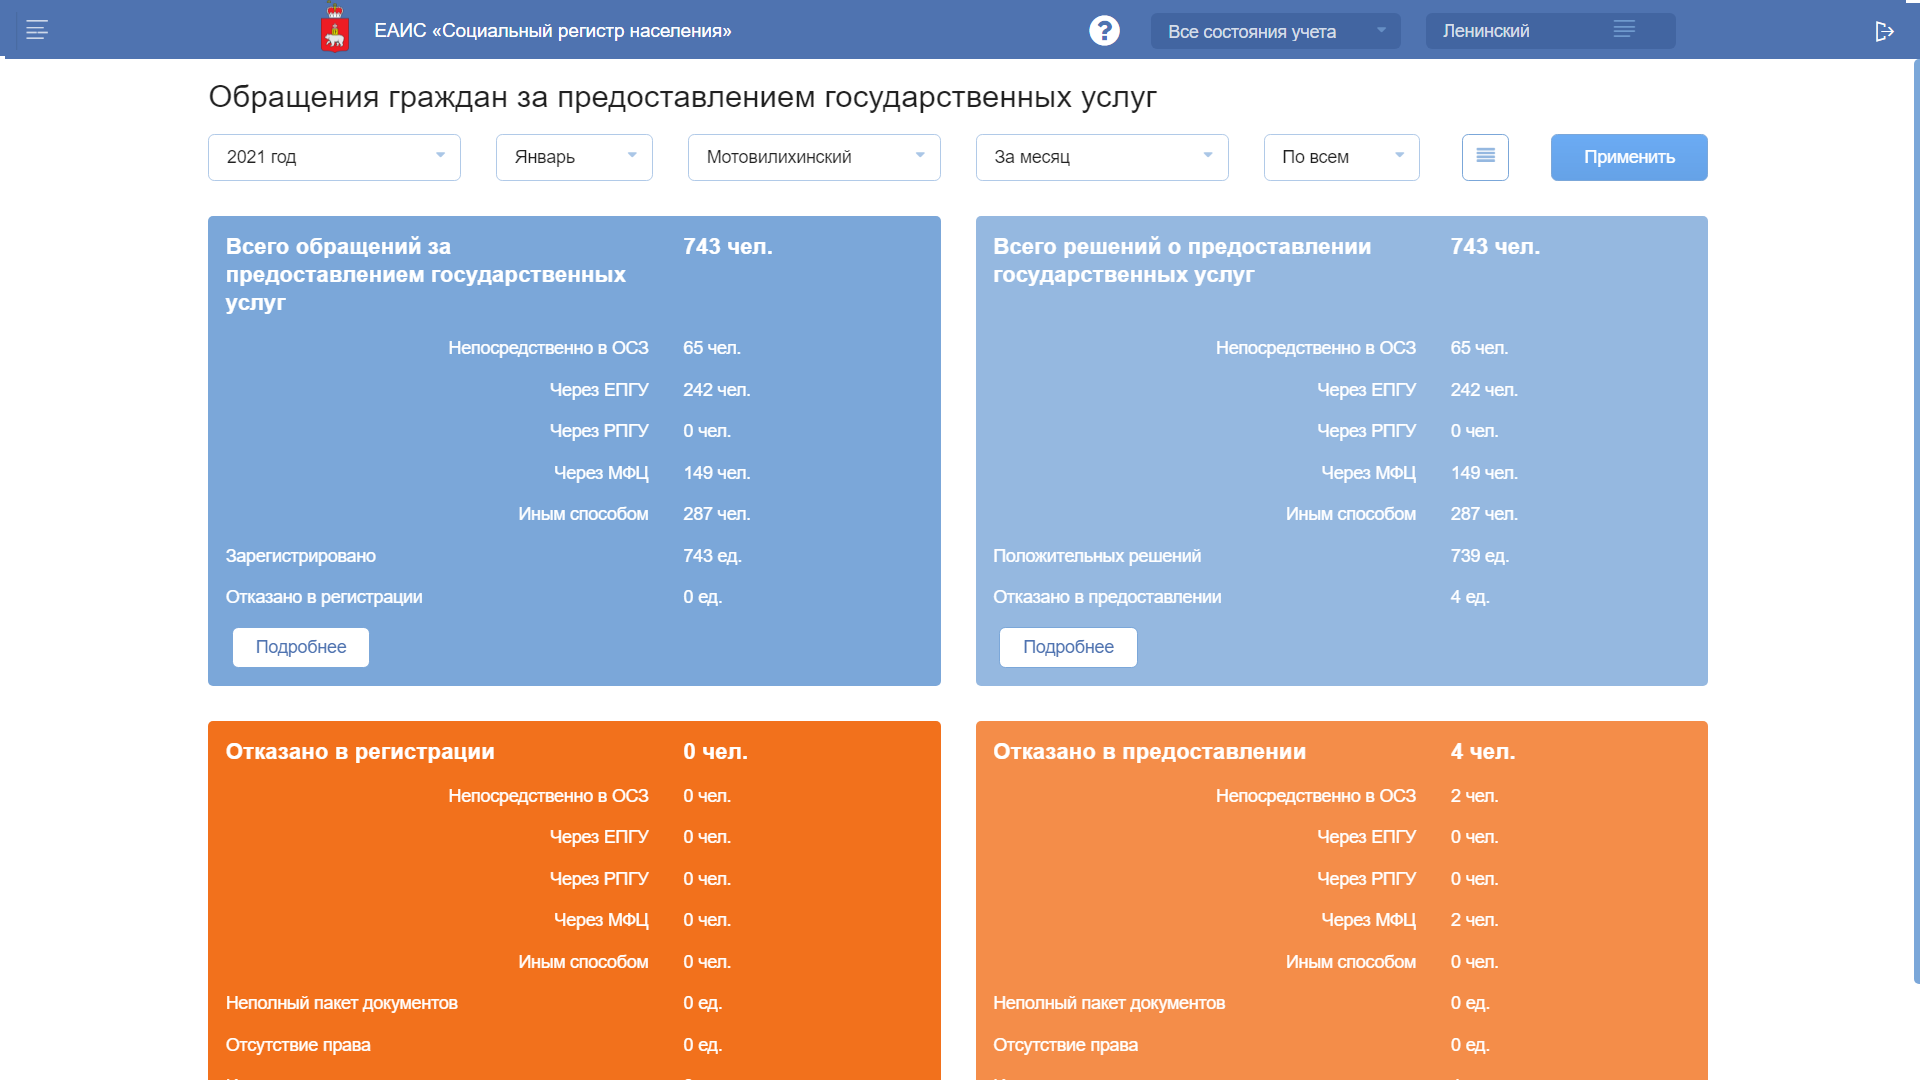 ЕАИС «Социальный регистр населения»
?
Все состояния учета
Ленинский
Обращения граждан за предоставлением государственных услуг
2021 год
Январь
Мотовилихинский
За месяц
По всем
Применить
Всего обращений за
предоставлением государственных
услуг
743 чел.
Непосредственно в ОСЗ 65 чел.
Через ЕПГУ 242 чел.
Через РПГУ 0 чел.
Через МФЦ 149 чел.
Иным способом 287 чел.
Зарегистрировано 743 ед.
Отказано в регистрации 0 ед.
Подробнее
Всего решений о предоставлении
государственных услуг
743 чел.
Непосредственно в ОСЗ 65 чел.
Через ЕПГУ 242 чел.
Через РПГУ 0 чел.
Через МФЦ 149 чел.
Иным способом 287 чел.
Положительных решений 739 ед.
Отказано в предоставлении 4 ед.
Подробнее
Отказано в регистрации 0 чел.
Непосредственно в ОСЗ 0 чел.
Через ЕПГУ 0 чел.
Через РПГУ 0 чел.
Через МФЦ 0 чел.
Иным способом 0 чел.
Неполный пакет документов 0 ед.
Отсутствие права 0 ед.
Отказано в предоставлении 4 чел.
Непосредственно в ОСЗ 2 чел.
Через ЕПГУ 0 чел.
Через РПГУ 0 чел.
Через МФЦ 2 чел.
Иным способом 0 чел.
Неполный пакет документов 0 ед.
Отсутствие права 0 ед.